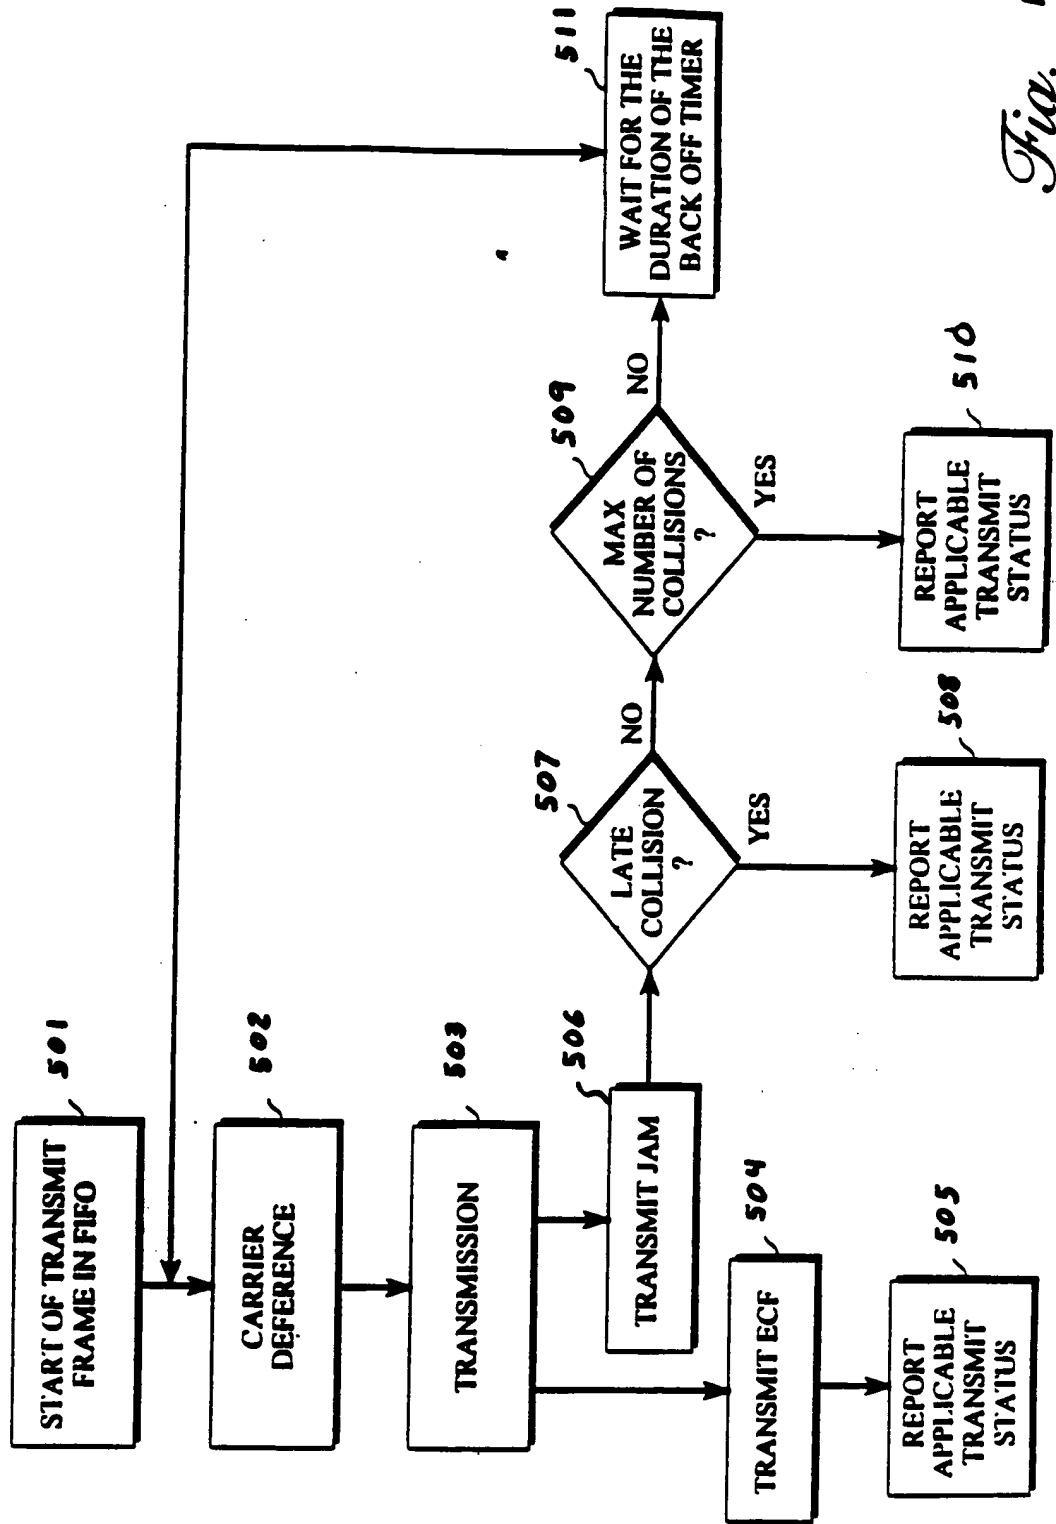 START OF TRANSMIT
FRAME IN FIFO
501
CARRIER
DEFERENCE
502
TRANSMISSION
503
TRANSMIT JAM
506
TRANSMIT ECF
504
REPORT
APPLICABLE
TRANSMIT
STATUS
505
LATE
COLLISION
?
507
NO
YES
REPORT
APPLICABLE
TRANSMIT
STATUS
508
MAX
NUMBER OF
COLLISIONS
?
509
NO
YES
REPORT
APPLICABLE
TRANSMIT
STATUS
510
WAIT FOR THE
DURATION OF THE
BACK OFF TIMER
511
Fig.